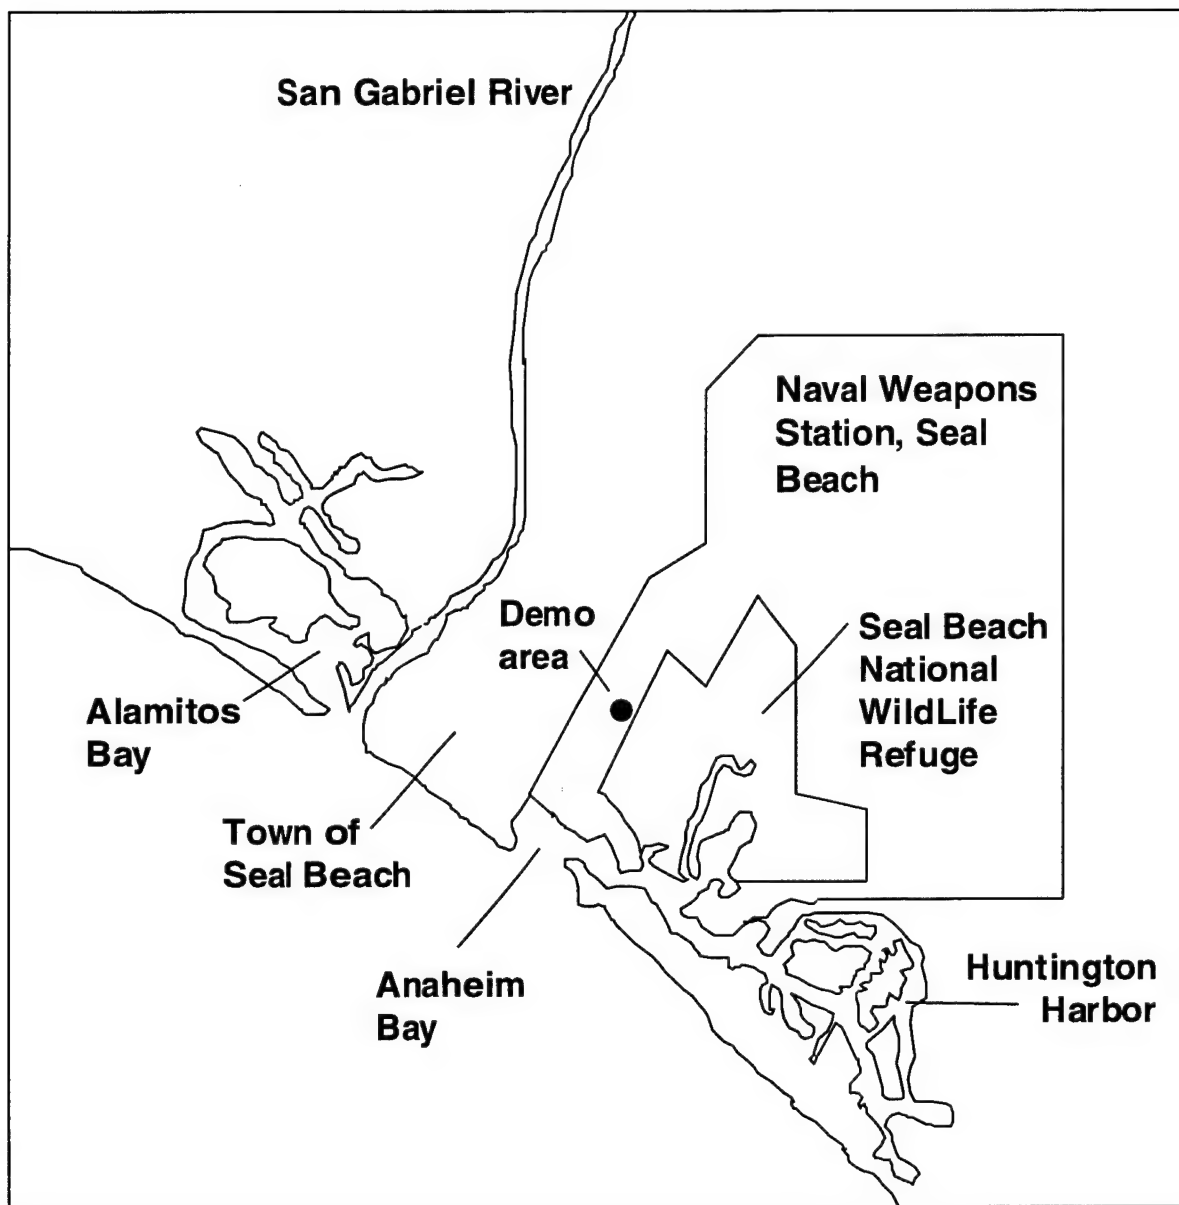 San Gabriel River
Naval Weapons
Station, Seal
Beach
Demo
area
Seal Beach
National
WildLife
Refuge
Alamitos
Bay
Town of
Seal Beach
Anaheim
Bay
Huntington
Harbor